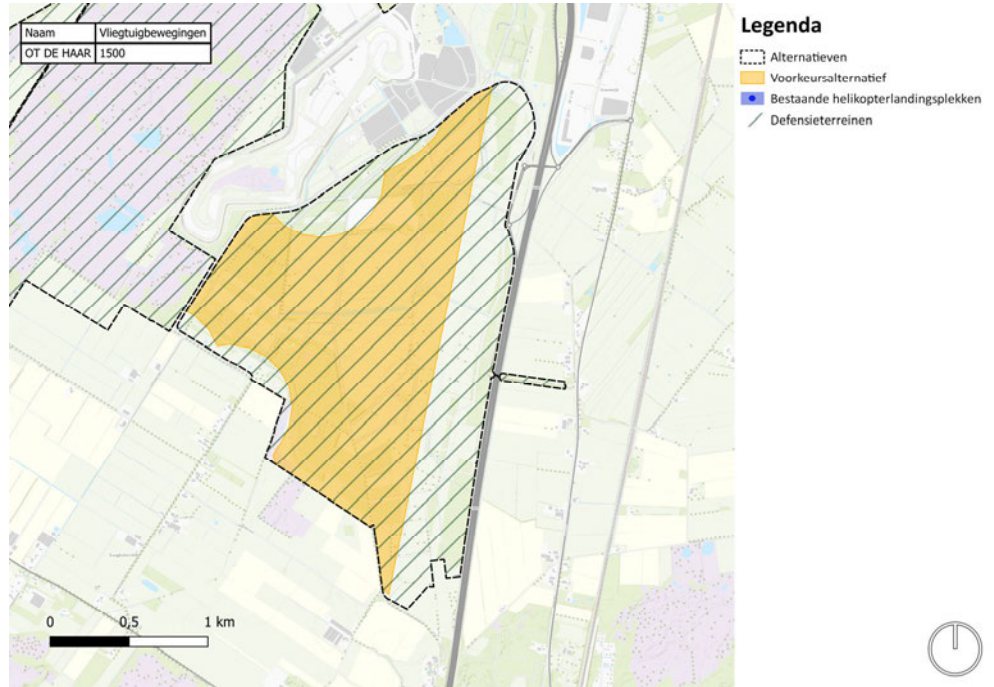 Naam Vliegtuigbewegingen
OT DE HAAR 1500
Legenda
Alternatieven
Voorkeursalternatief
Bestaande helikopterlandingsplekken
Defensieterreinen
0 0,5 1 km